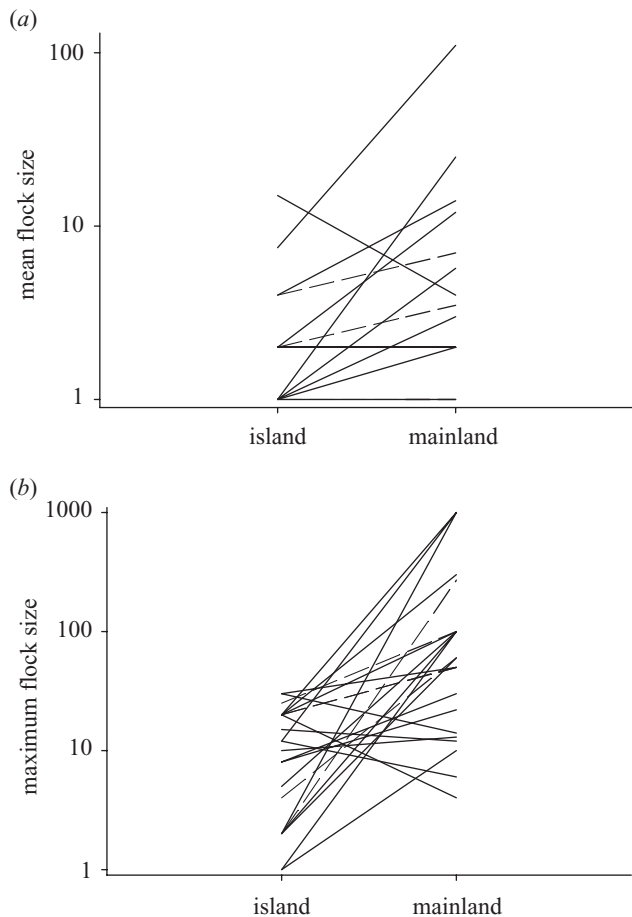 (a)
100
10
1
mean flock size
island mainland
(b)
1000
100
10
1
maximum flock size
island mainland